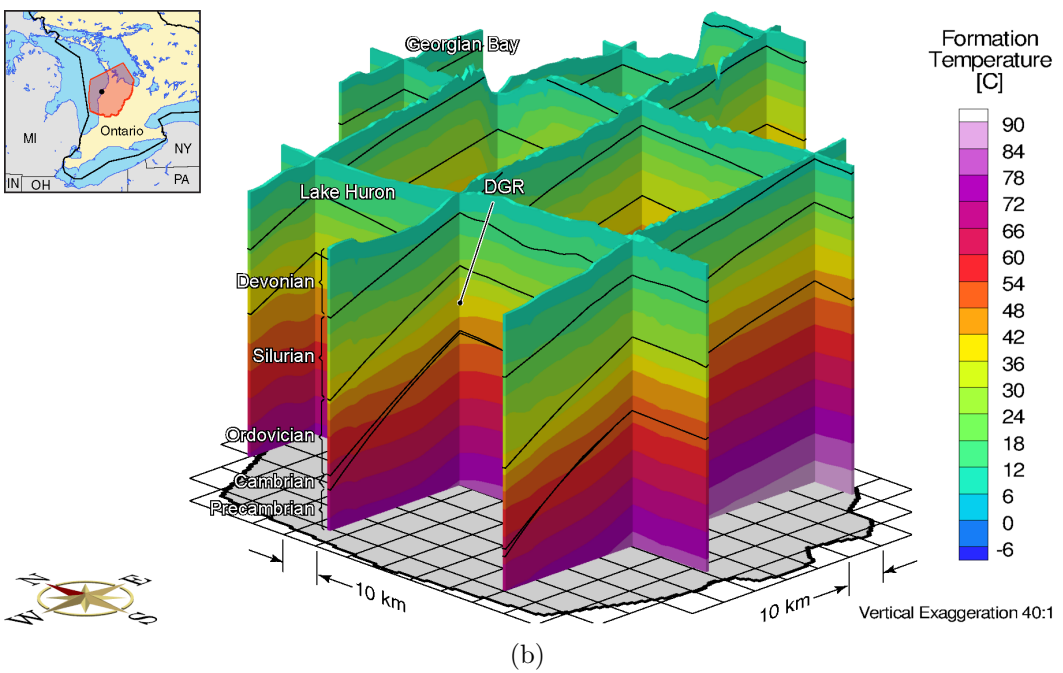 MI
Ontario
NY
PA
IN
OH
Georgian Bay
Lake Huron
DGR
Devonian
Silurian
Ordovician
Cambrian
Precambrian
Formation
Temperature
[C]
90
84
78
72
66
60
54
48
42
36
30
24
18
12
6
0
-6
N
E
W
S
10 km
10 km
Vertical Exaggeration 40:1
(b)